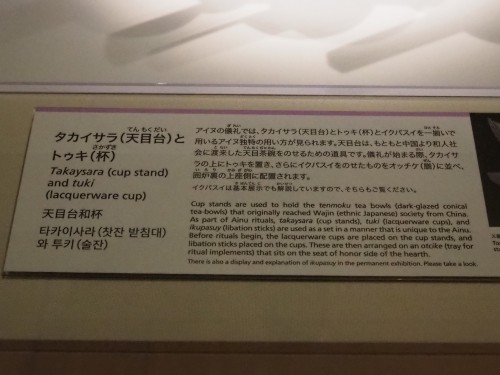 タカイサラ（天目台）と
トゥキ（杯）
Takaysara (cup stand)
and tuki
(lacquerware cup)
天目台和杯
타카이사라 (찻잔 받침대)
와 투키 (술잔)
アイヌの儀礼では、タカイサラ（天目台）とトゥキ（杯）とイクパスイを一揃いで
用いるアイヌ独特の用い方が見られます。天目台は、もともと中国より和人社
会に渡来した天目茶碗をのせるための道具です。儀礼が始まる際、タカイサ
ラの上にトゥキを置き、さらにイクパスイをのせたものをオッチケ（膳）に並べ、
囲炉裏の上座側に配置されます。
イクパスイは基本展示でも解説していますので、そちらもご覧ください。
Cup stands are used to hold the tenmoku tea bowls (dark-glazed conical
tea-bowls) that originally reached Wajin (ethnic Japanese) society from China.
As part of Ainu rituals, takaysara (cup stands), tuki (lacquerware cups), and
ikupasuy (libation sticks) are used as a set in a manner that is unique to the Ainu.
Before rituals begin, the lacquerware cups are placed on the cup stands, and
libation sticks placed on the cups. These are then arranged on an otcike (tray for
ritual implements) that sits on the seat of honor side of the hearth.
There is also a display and explanation of ikupasuy in the permanent exhibition. Please take a look.